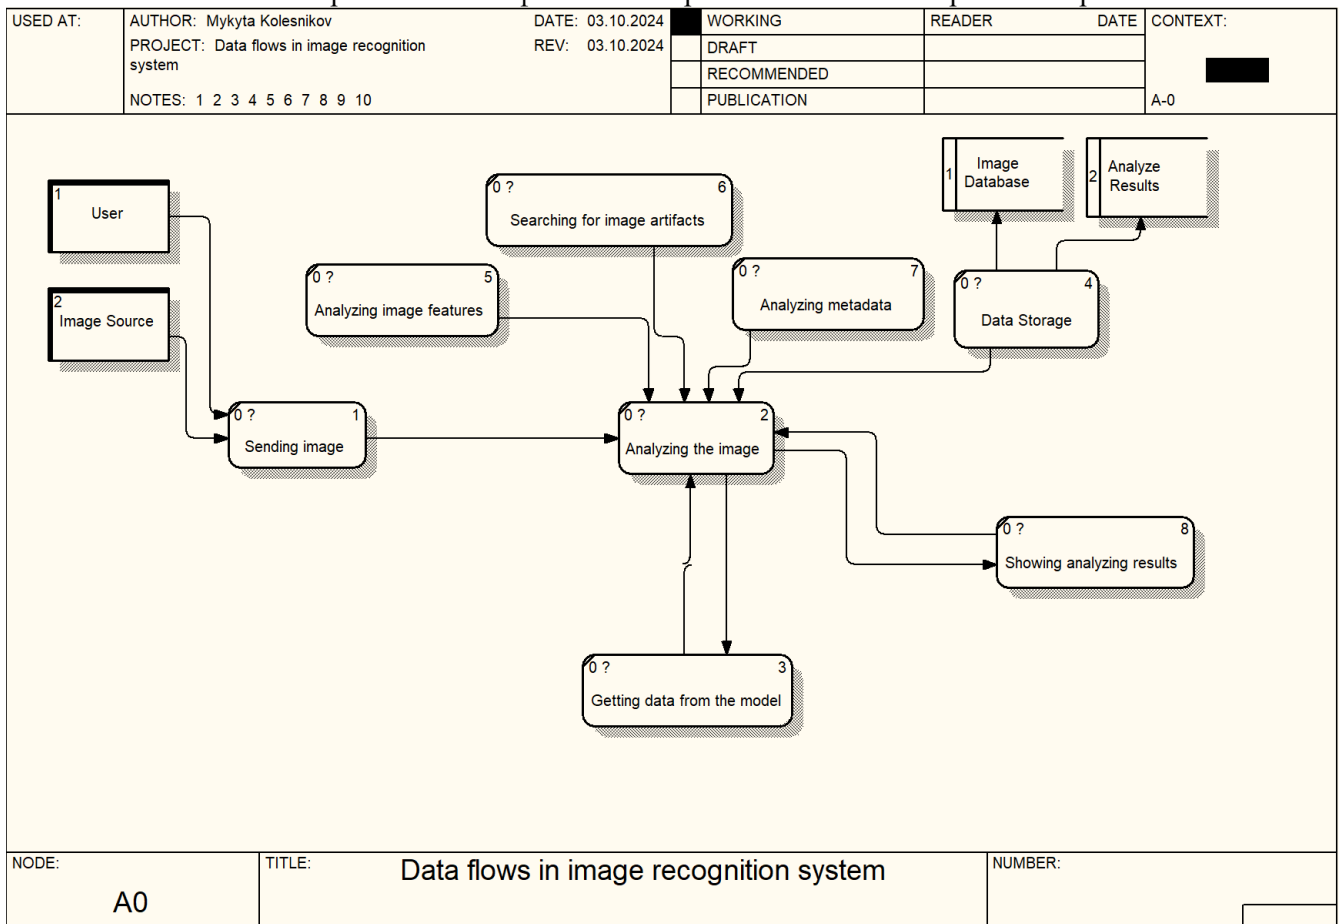 USED AT:
AUTHOR: Mykyta Kolesnikov
DATE: 03.10.2024
PROJECT: Data flows in image recognition
system
REV: 03.10.2024
NOTES: 1 2 3 4 5 6 7 8 9 10
WORKING
DRAFT
RECOMMENDED
PUBLICATION
READER DATE
CONTEXT:
A-0
1
User
2
Image Source
0 ? 6
Searching for image artifacts
0 ? 5
Analyzing image features
0 ? 7
Analyzing metadata
1
Image
Database
2
Analyze
Results
0 ? 4
Data Storage
0 ? 1
Sending image
0 ? 2
Analyzing the image
0 ? 8
Showing analyzing results
0 ? 3
Getting data from the model
NODE:
A0
TITLE:
Data flows in image recognition system
NUMBER: